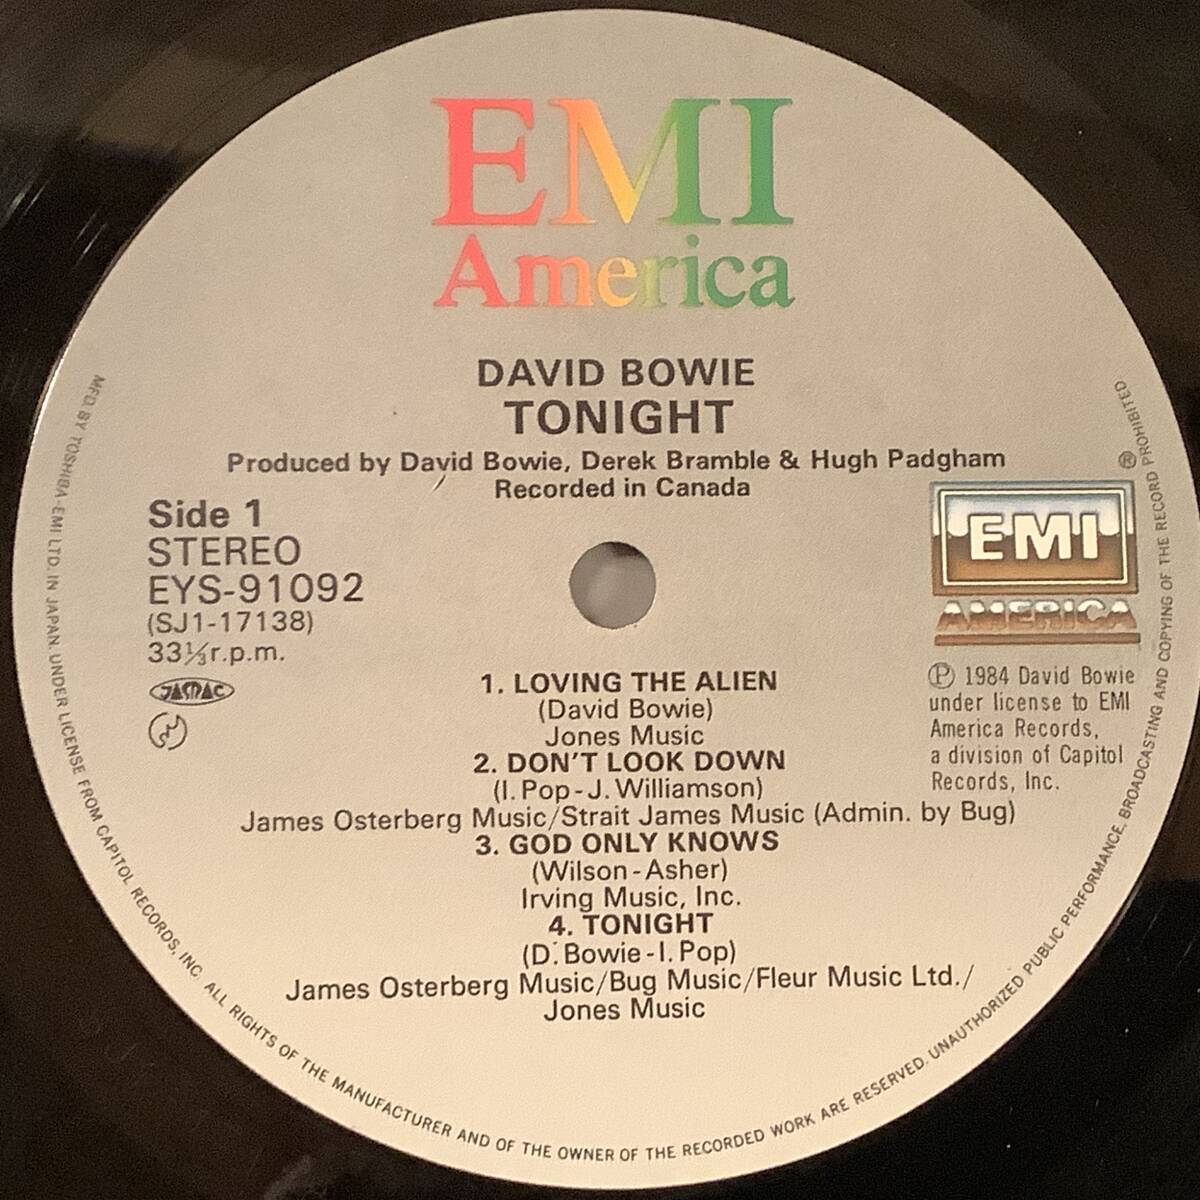 EMI
America
DAVID BOWIE
TONIGHT
Produced by David Bowie, Derek Bramble & Hugh Padgham
Recorded in Canada
Side 1
STEREO
EYS-91092
(SJ1-17138)
33⅓r.p.m.
JASRAC
Ⓡ
EMI
AMERICA
Ⓟ 1984 David Bowie
under license to EMI
America Records,
a division of Capitol
Records, Inc.
1. LOVING THE ALIEN
(David Bowie)
Jones Music
2. DON'T LOOK DOWN
(I. Pop-J. Williamson)
James Osterberg Music/Strait James Music (Admin. by Bug)
3. GOD ONLY KNOWS
(Wilson-Asher)
Irving Music, Inc.
4. TONIGHT
(D. Bowie-I. Pop)
James Osterberg Music/Bug Music/Fleur Music Ltd./
Jones Music
MFD. BY TOSHIBA-EMI LTD. IN JAPAN. UNDER LICENSE FROM CAPITOL RECORDS, INC. ALL RIGHTS OF THE MANUFACTURER AND OF THE OWNER OF THE RECORDED WORK ARE RESERVED. UNAUTHORIZED PUBLIC PERFORMANCE, BROADCASTING AND COPYING OF THE RECORD PROHIBITED.